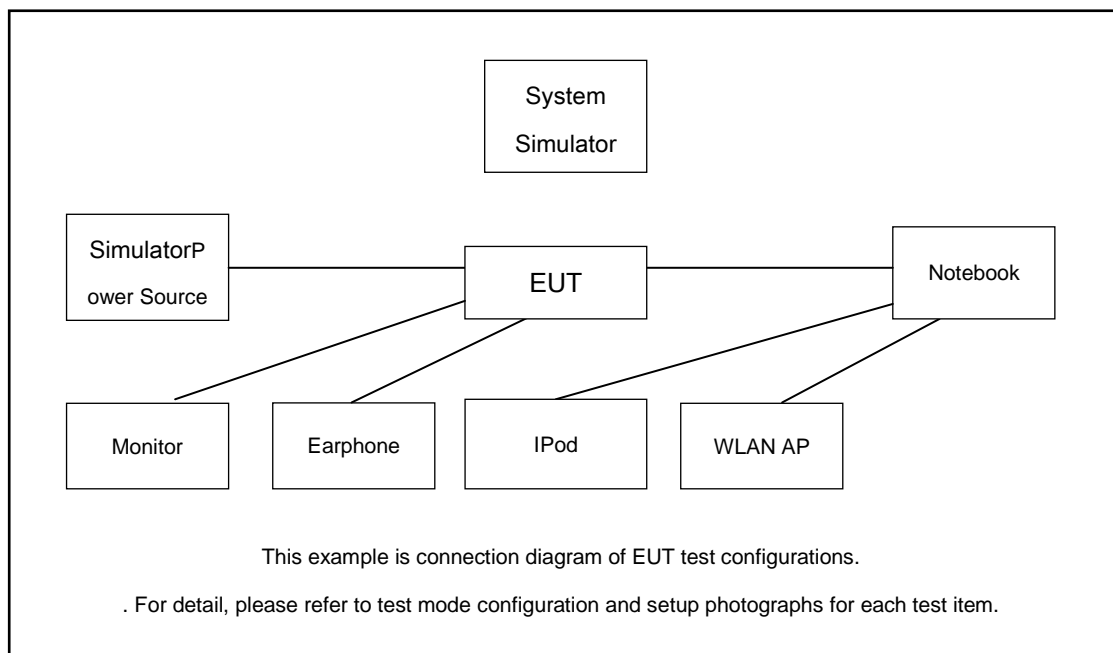 System
Simulator
SimulatorP
ower Source
EUT
Notebook
Monitor
Earphone
IPod
WLAN AP
This example is connection diagram of EUT test configurations.
. For detail, please refer to test mode configuration and setup photographs for each test item.